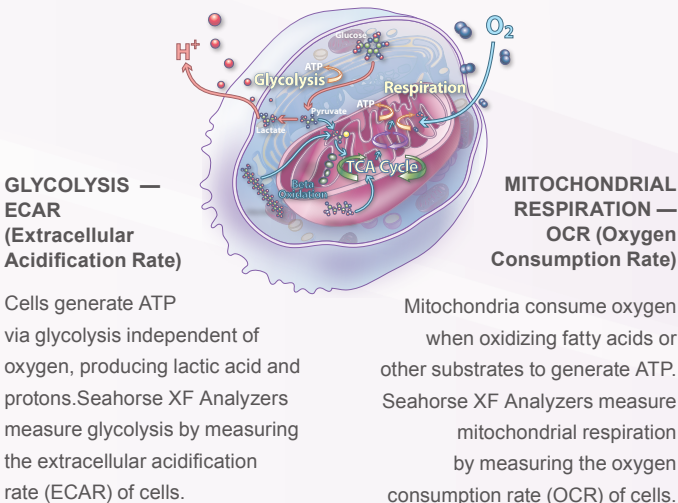 H+
O2
Glucose
ATP
Glycolysis
Respiration
ATP
Pyruvate
Lactate
TCA Cycle
Beta
Oxidation
GLYCOLYSIS —
ECAR
(Extracellular
Acidification Rate)
Cells generate ATP
via glycolysis independent of
oxygen, producing lactic acid and
protons.Seahorse XF Analyzers
measure glycolysis by measuring
the extracellular acidification
rate (ECAR) of cells.
MITOCHONDRIAL
RESPIRATION —
OCR (Oxygen
Consumption Rate)
Mitochondria consume oxygen
when oxidizing fatty acids or
other substrates to generate ATP.
Seahorse XF Analyzers measure
mitochondrial respiration
by measuring the oxygen
consumption rate (OCR) of cells.